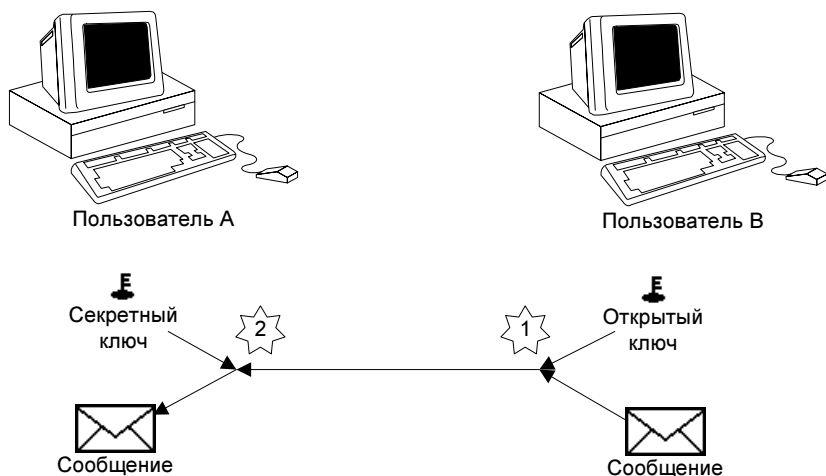 Пользователь А
Пользователь В
Секретный
ключ
2
1
Открытый
ключ
Сообщение
Сообщение